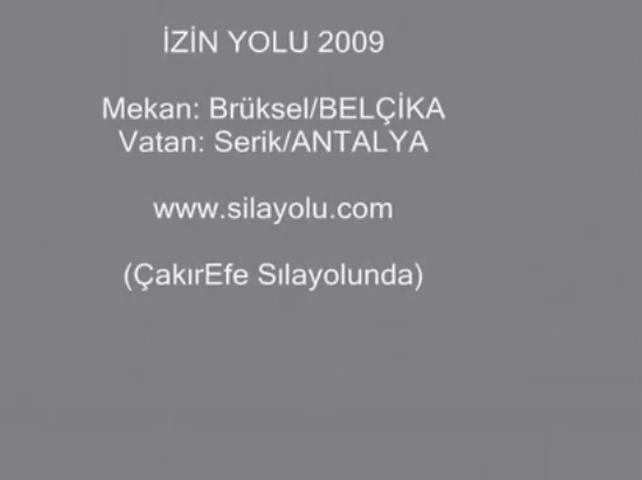 İZİN YOLU 2009
Mekan: Brüksel/BELÇİKA
Vatan: Serik/ANTALYA
www.silayolu.com
(ÇakırEfe Sılayolunda)